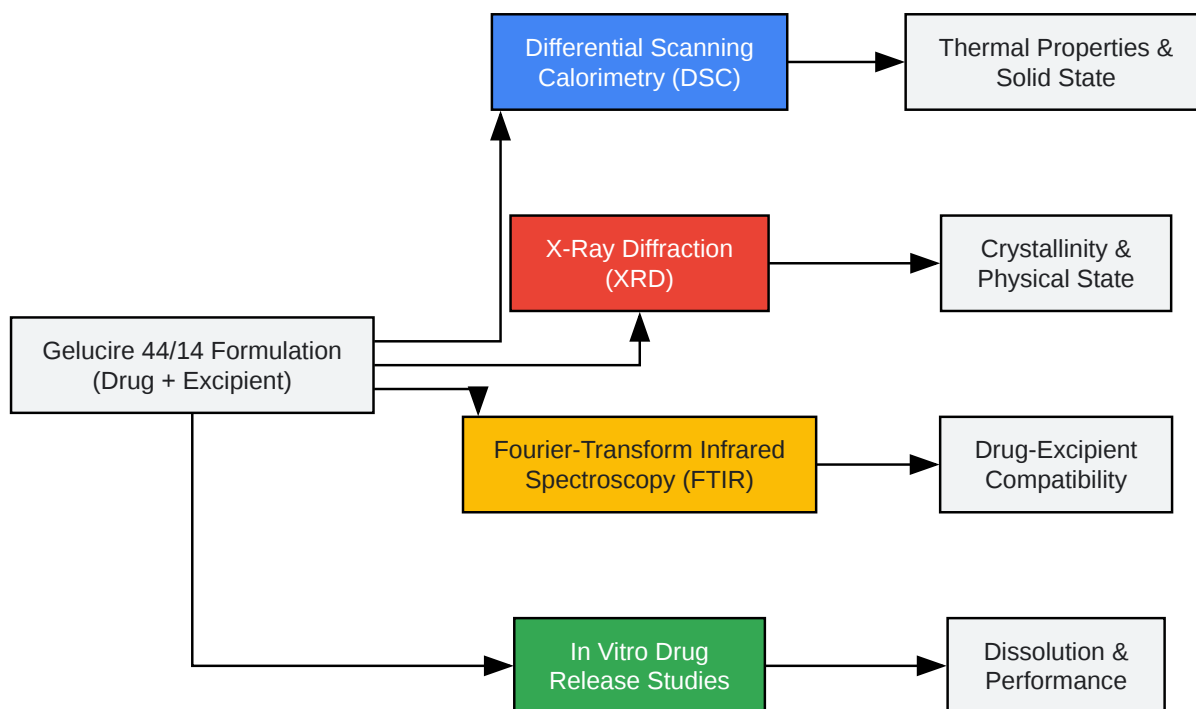 Differential Scanning
Calorimetry (DSC)
Thermal Properties &
Solid State
X-Ray Diffraction
(XRD)
Crystallinity &
Physical State
Gelucire 44/14 Formulation
(Drug + Excipient)
Fourier-Transform Infrared
Spectroscopy (FTIR)
Drug-Excipient
Compatibility
In Vitro Drug
Release Studies
Dissolution &
Performance